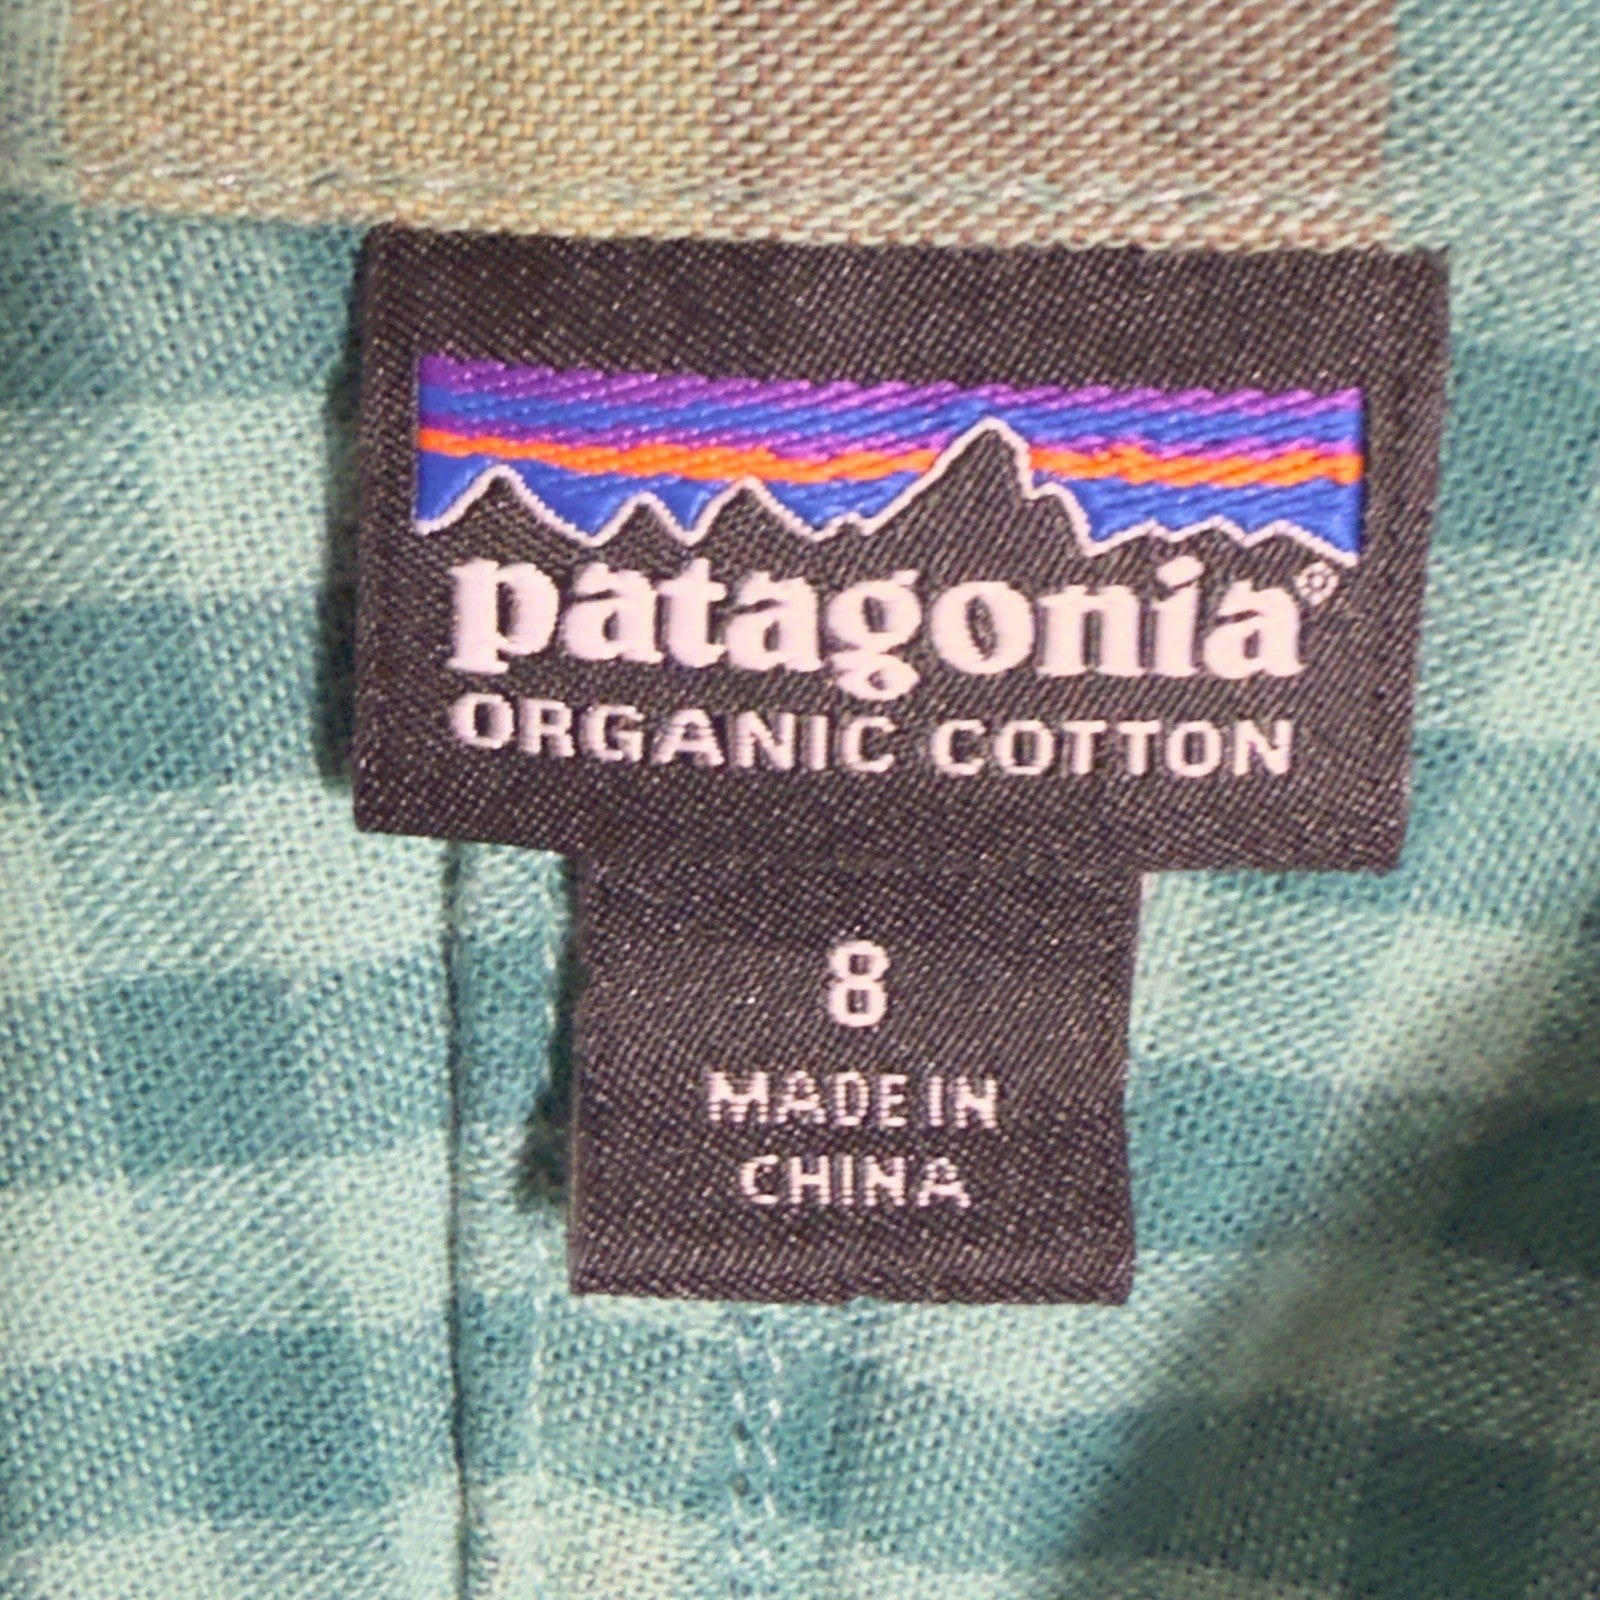 patagonia®
ORGANIC COTTON
8
MADE IN
CHINA